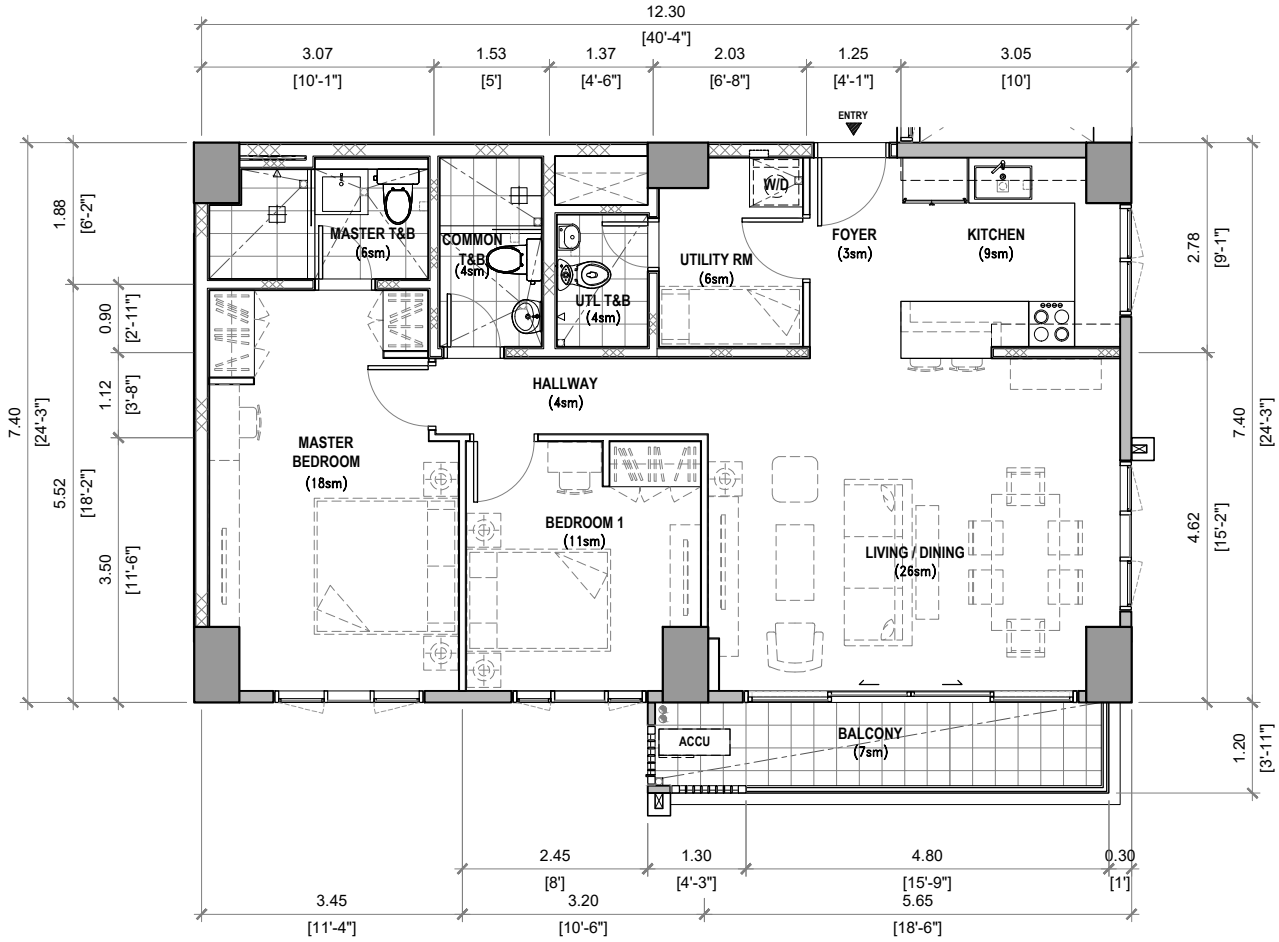 12.30
[40'-4"]
3.07
[10'-1"]
1.53
[5']
1.37
[4'-6"]
2.03
[6'-8"]
1.25
[4'-1"]
3.05
[10']
ENTRY
7.40
[24'-3"]
1.88
[6'-2"]
0.90
[2'-11"]
1.12
[3'-8"]
5.52
[18'-2"]
3.50
[11'-6"]
MASTER T&B
(6sm)
COMMON
T&B
(4sm)
UTL T&B
(4sm)
W/D
UTILITY RM
(6sm)
FOYER
(3sm)
KITCHEN
(9sm)
HALLWAY
(4sm)
MASTER
BEDROOM
(18sm)
BEDROOM 1
(11sm)
LIVING / DINING
(26sm)
BALCONY
(7sm)
ACCU
2.78
[9'-1"]
7.40
[24'-3"]
4.62
[15'-2"]
1.20
[3'-11"]
2.45
[8']
1.30
[4'-3"]
4.80
[15'-9"]
0.30
[1']
3.45
[11'-4"]
3.20
[10'-6"]
5.65
[18'-6"]